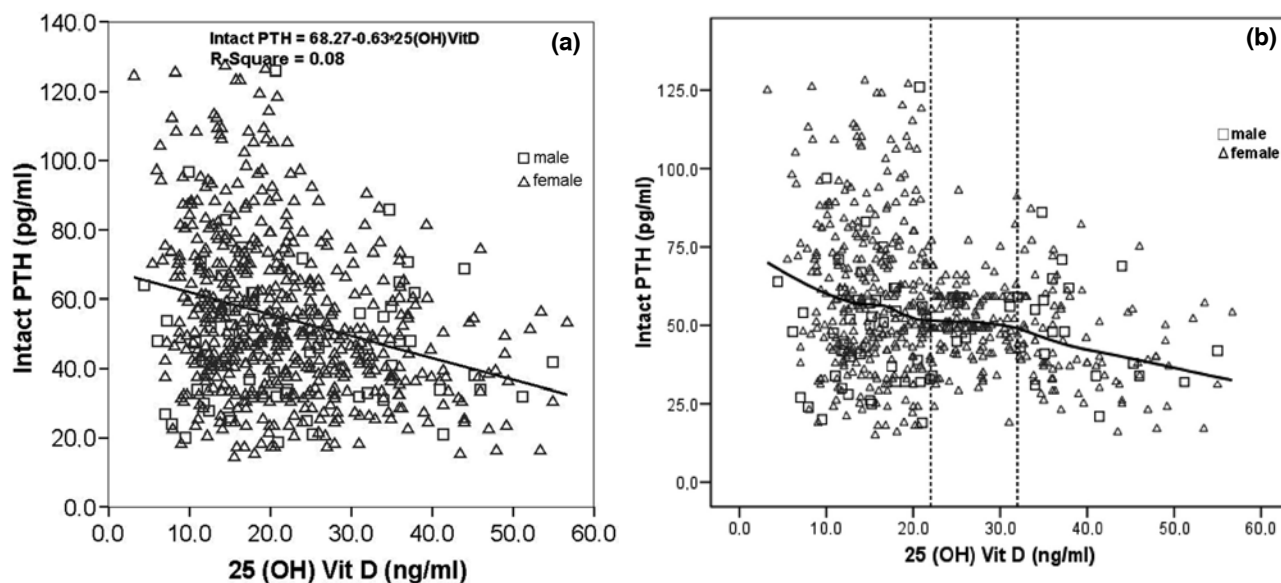 (a)
Intact PTH = 68.27-0.63*25(OH)VitD
R-Square = 0.08
140.0
120.0
100.0
80.0
60.0
40.0
20.0
0.0
Intact PTH (pg/ml)
male
female
0.0 10.0 20.0 30.0 40.0 50.0 60.0
25 (OH) Vit D (ng/ml)
(b)
125.0
100.0
75.0
50.0
25.0
0.0
Intact PTH (pg/ml)
male
female
0.0 10.0 20.0 30.0 40.0 50.0 60.0
25 (OH) Vit D (ng/ml)